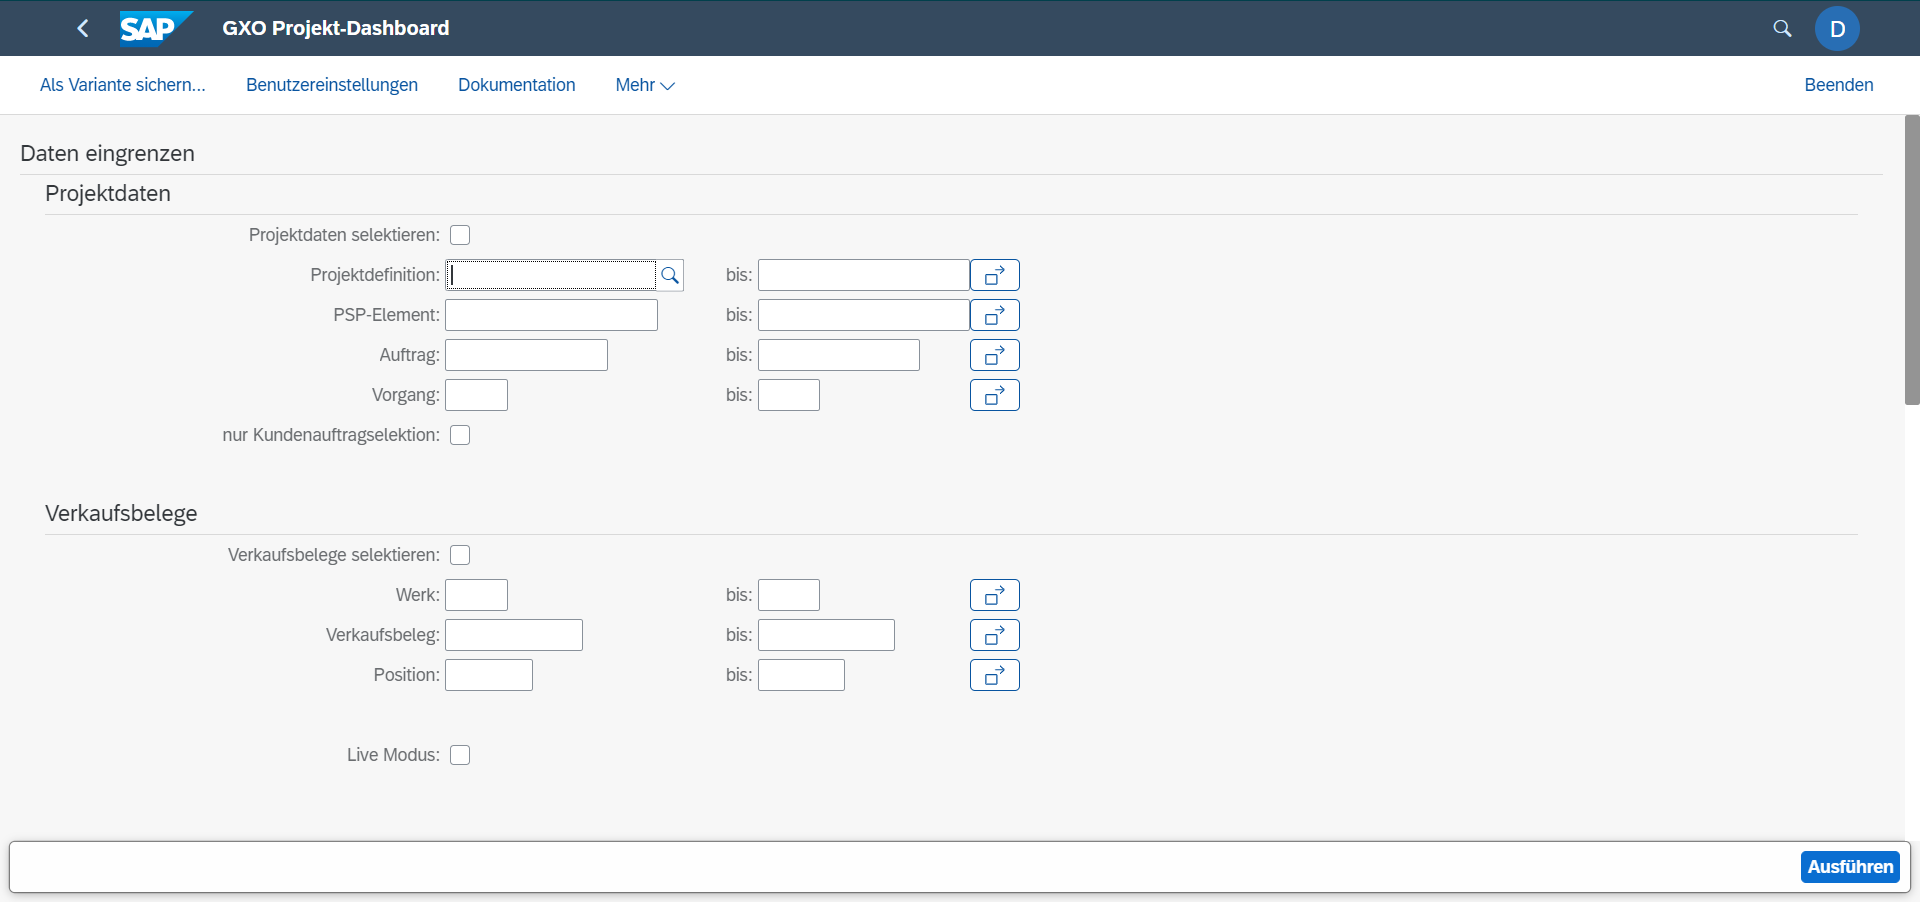 SAP GXO Projekt-Dashboard D
Als Variante sichern... Benutzereinstellungen Dokumentation Mehr Beenden
Daten eingrenzen
Projektdaten
Projektdaten selektieren:
Projektdefinition: bis:
PSP-Element: bis:
Auftrag: bis:
Vorgang: bis:
nur Kundenauftragselektion:
Verkaufsbelege
Verkaufsbelege selektieren:
Werk: bis:
Verkaufsbeleg: bis:
Position: bis:
Live Modus:
Ausführen